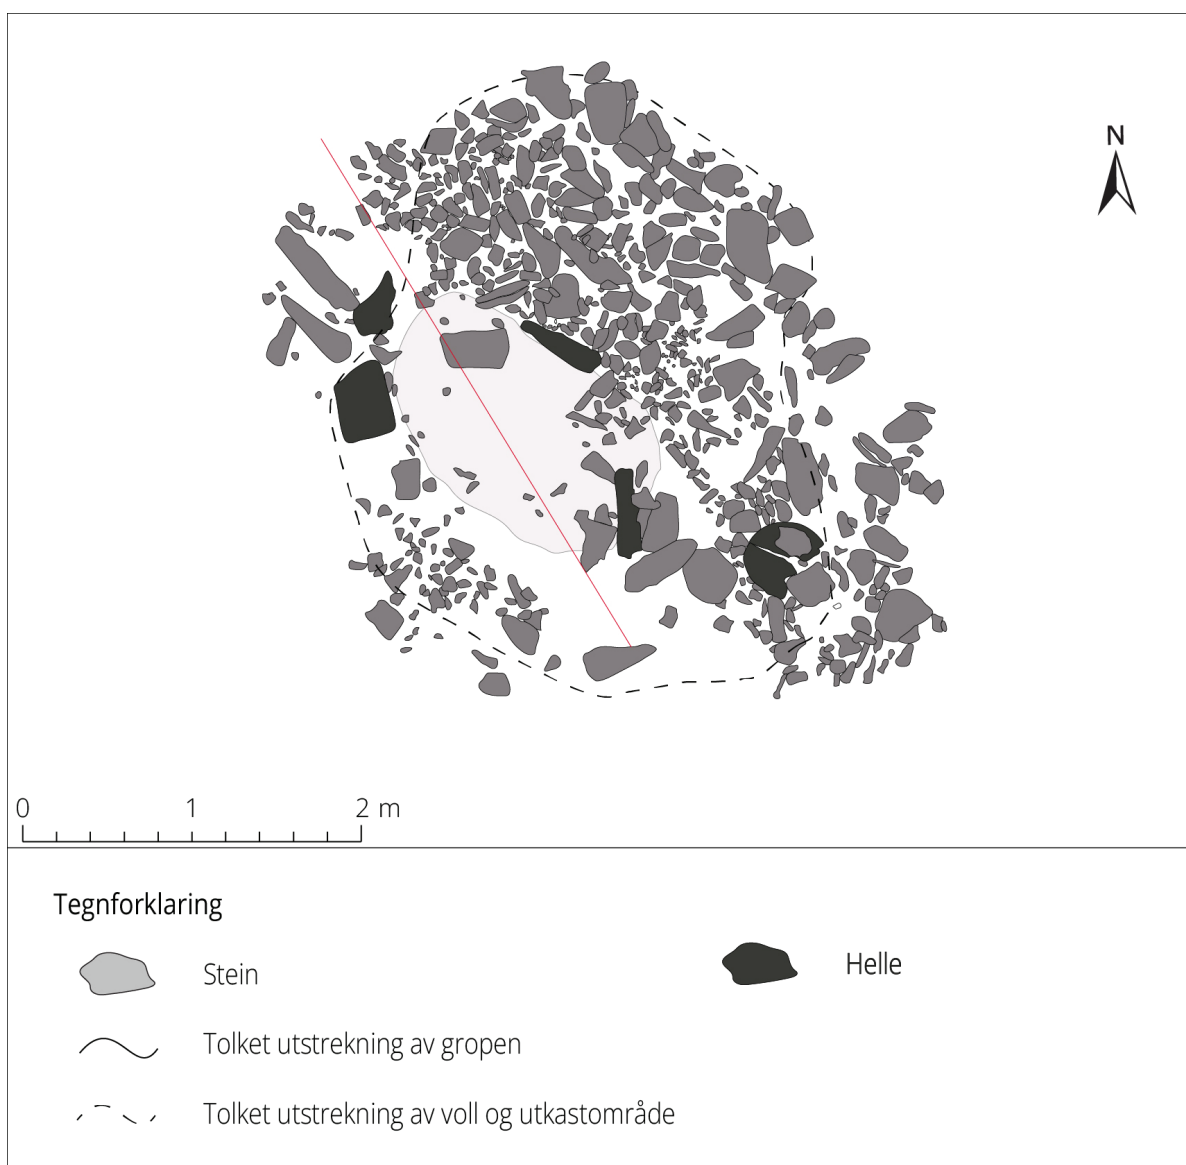 N
0 1 2 m
Tegnforklaring
Stein
Helle
Tolket utstrekning av gropen
Tolket utstrekning av voll og utkastområde